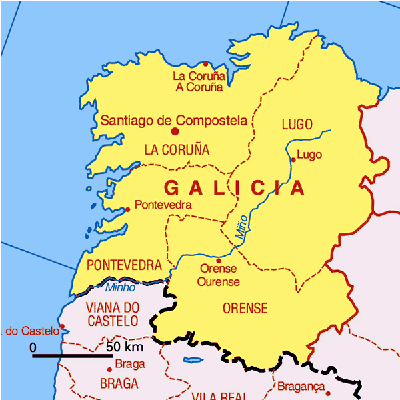 La Coruña
A Coruña
Santiago de Compostela
LUGO
LA CORUÑA
Lugo
GALICIA
Pontevedra
Miño
PONTEVEDRA
Orense
Ourense
Minho
VIANA DO
CASTELO
ORENSE
do Castelo
0
50 km
Braga
BRAGA
VILA REAL
Bragança